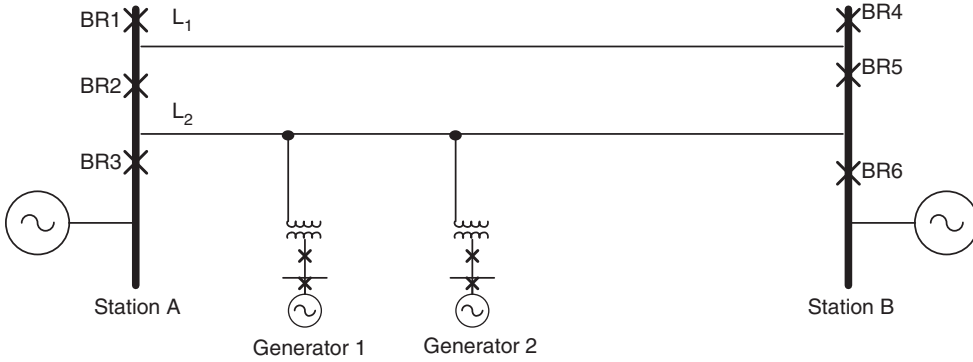 BR1
L1
BR4
BR2
BR5
L2
BR3
BR6
Station A
Station B
Generator 1
Generator 2